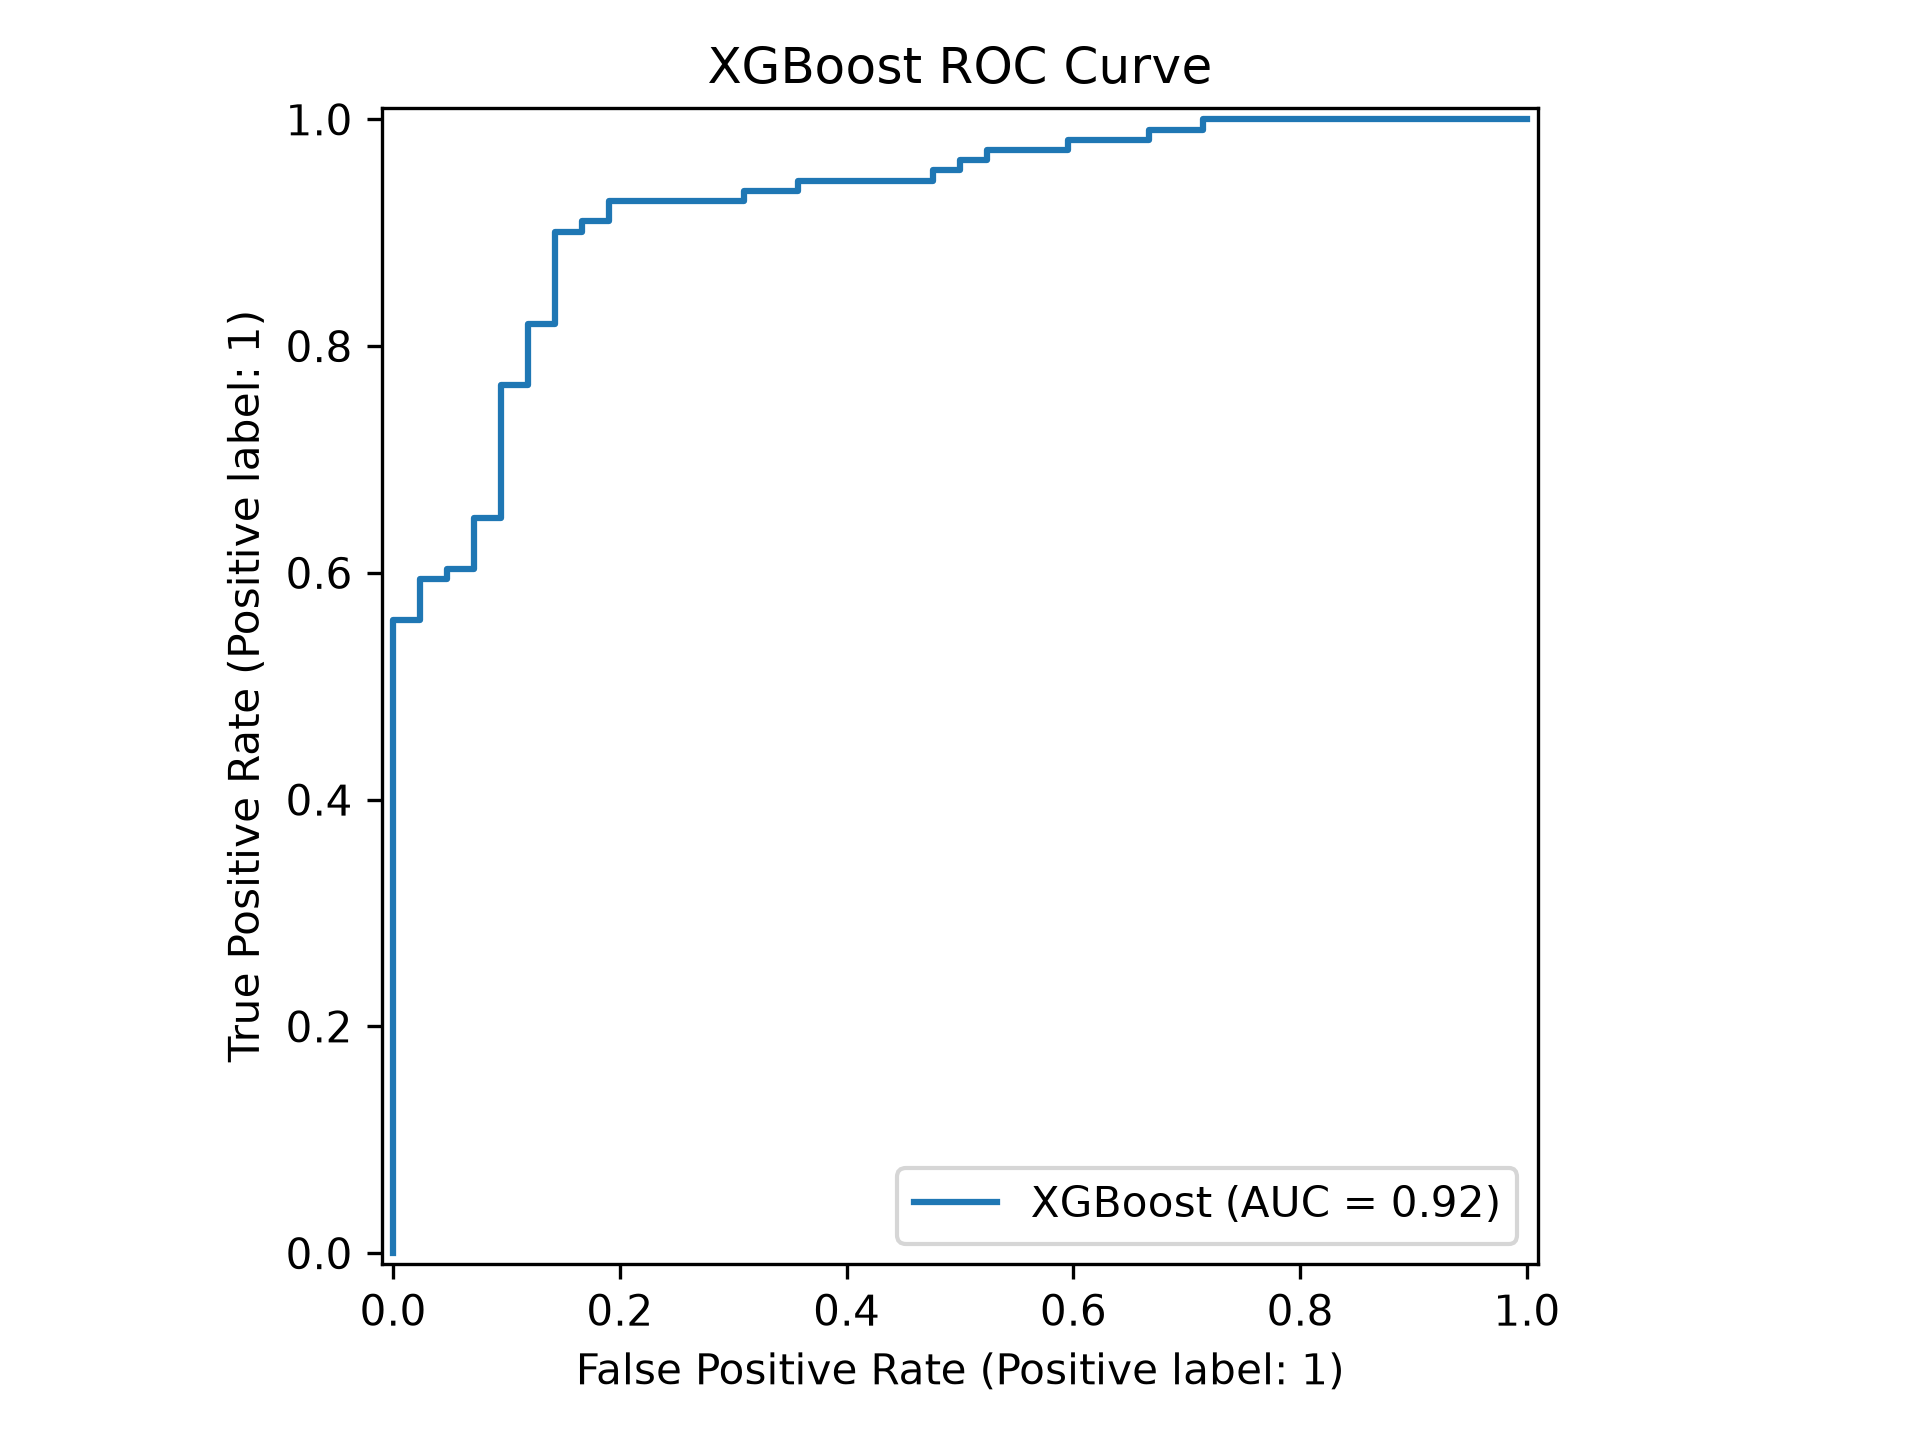 XGBoost ROC Curve
True Positive Rate (Positive label: 1)
1.0
0.8
0.6
0.4
0.2
0.0
XGBoost (AUC = 0.92)
0.0 0.2 0.4 0.6 0.8 1.0
False Positive Rate (Positive label: 1)